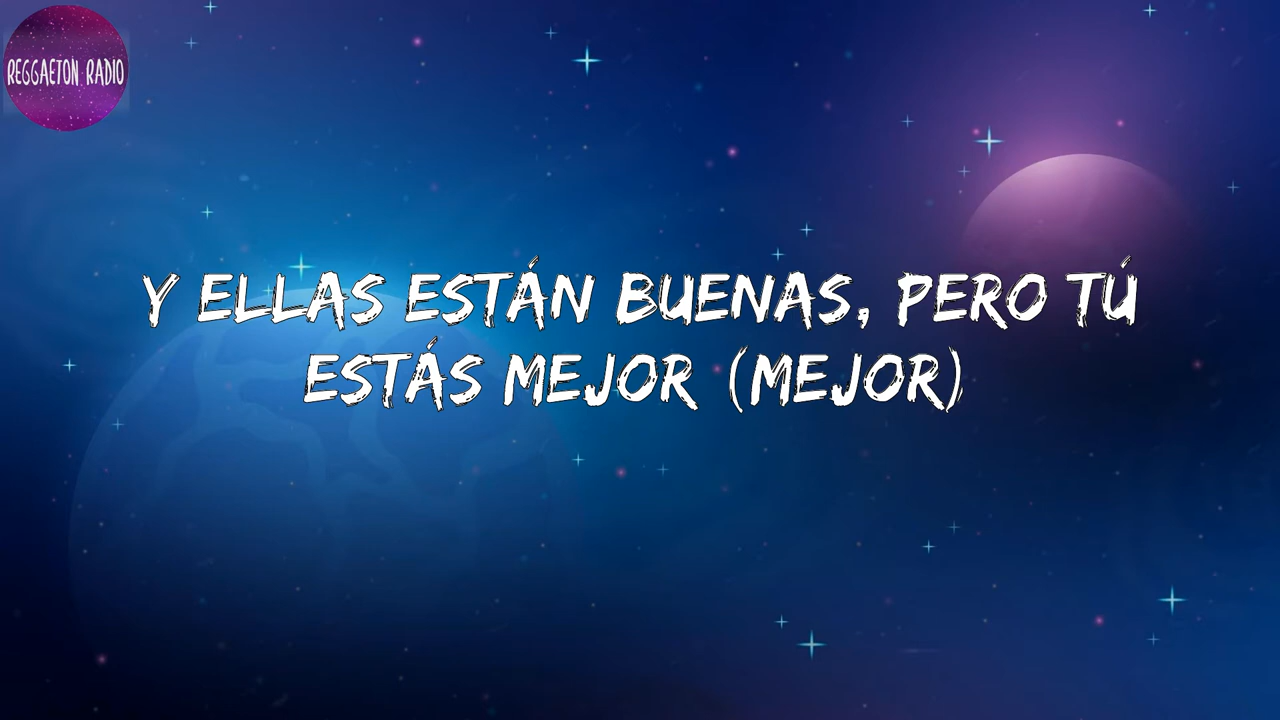 REGGAETON RADIO
Y ELLAS ESTÁN BUENAS, PERO TÚ
ESTÁS MEJOR (MEJOR)